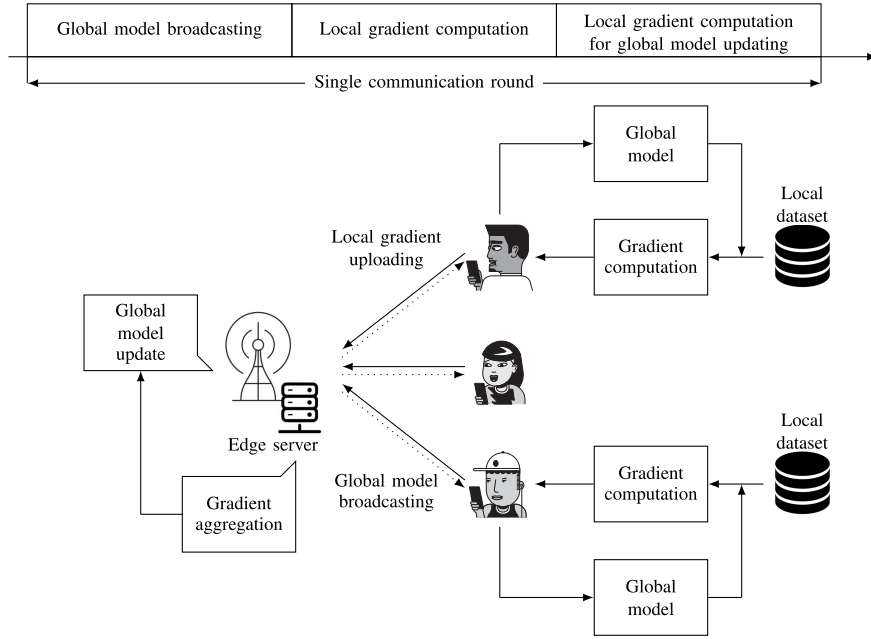 Global model broadcasting
Local gradient computation
Local gradient computation
for global model updating
Single communication round
Global
model
Local
dataset
Local gradient
uploading
Gradient
computation
Global
model
update
Edge server
Global model
broadcasting
Gradient
aggregation
Gradient
computation
Local
dataset
Global
model